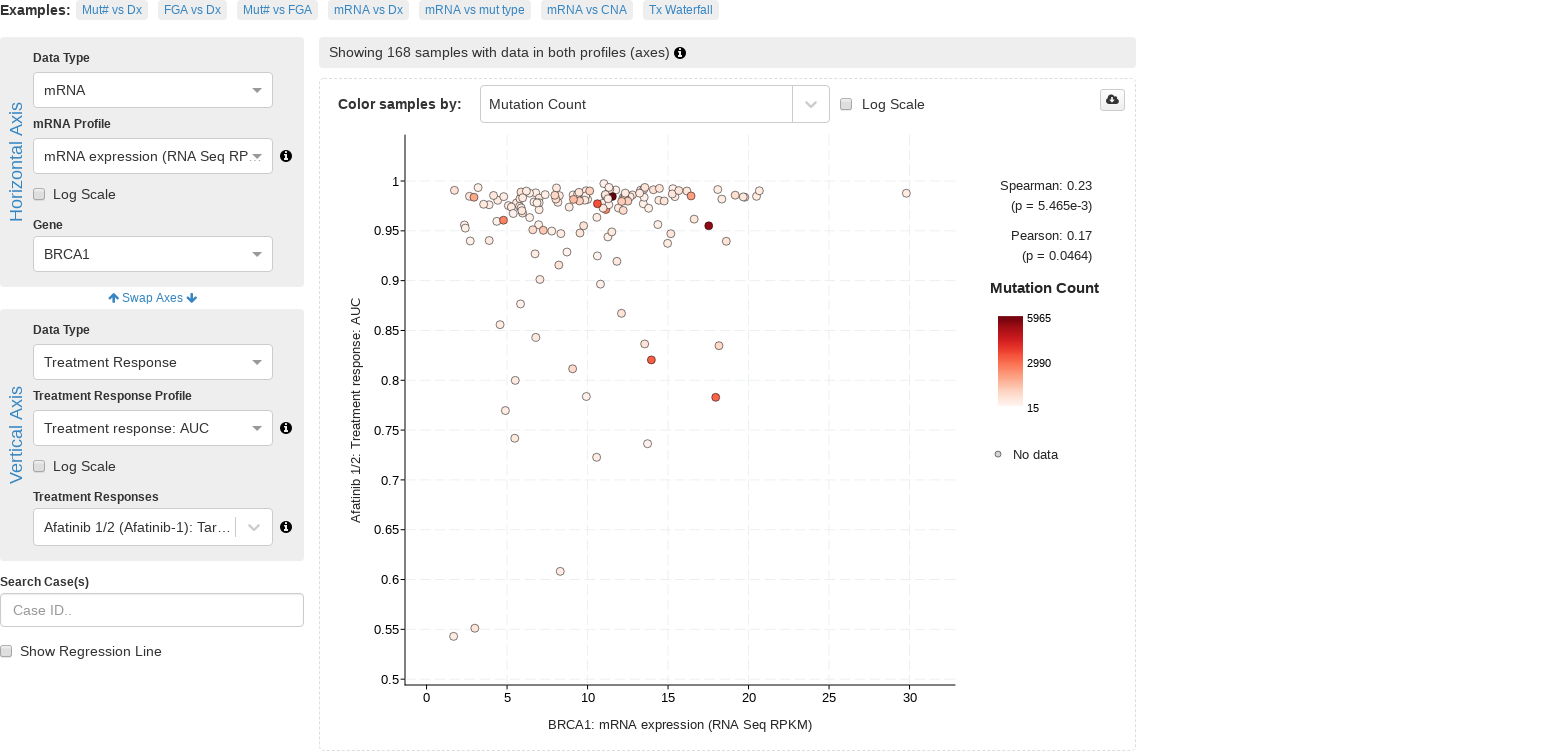 Examples: Mut# vs Dx FGA vs Dx Mut# vs FGA mRNA vs Dx mRNA vs mut type mRNA vs CNA Tx Waterfall
Horizontal Axis
Data Type
mRNA
mRNA Profile
mRNA expression (RNA Seq RP...
Log Scale
Gene
BRCA1
Swap Axes
Vertical Axis
Data Type
Treatment Response
Treatment Response Profile
Treatment response: AUC
Log Scale
Treatment Responses
Afatinib 1/2 (Afatinib-1): Tar...
Search Case(s)
Case ID..
Show Regression Line
Showing 168 samples with data in both profiles (axes)
Color samples by: Mutation Count Log Scale
Afatinib 1/2: Treatment response: AUC
1
0.95
0.9
0.85
0.8
0.75
0.7
0.65
0.6
0.55
0.5
0 5 10 15 20 25 30
BRCA1: mRNA expression (RNA Seq RPKM)
Spearman: 0.23
(p = 5.465e-3)
Pearson: 0.17
(p = 0.0464)
Mutation Count
5965
2990
15
No data